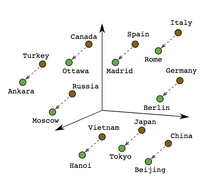 Italy
Canada
Spain
Turkey
Ottawa
Madrid
Rome
Germany
Ankara
Russia
Berlin
Moscow
Vietnam
Japan
China
Hanoi
Tokyo
Beijing